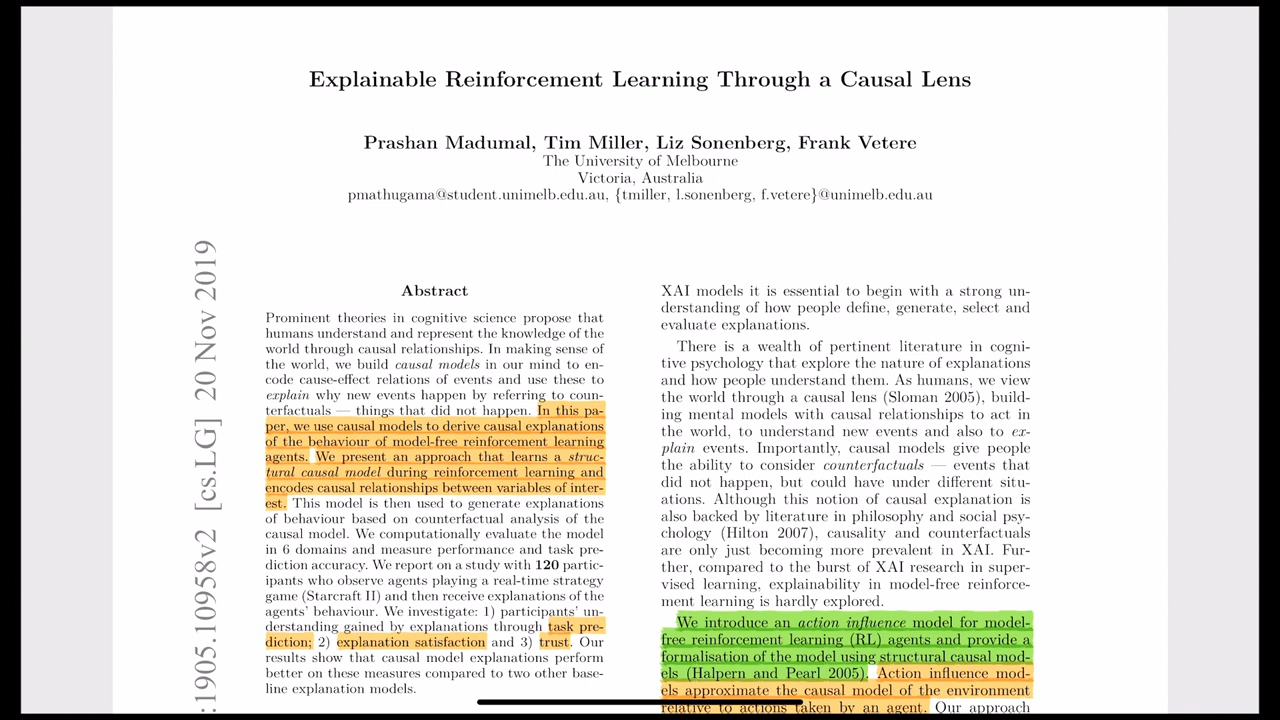 Explainable Reinforcement Learning Through a Causal Lens
Prashan Madumal, Tim Miller, Liz Sonenberg, Frank Vetere
The University of Melbourne
Victoria, Australia
pmathugama@student.unimelb.edu.au, {tmiller, l.sonenberg, f.vetere}@unimelb.edu.au
:1905.10958v2 [cs.LG] 20 Nov 2019
Abstract
Prominent theories in cognitive science propose that
humans understand and represent the knowledge of the
world through causal relationships. In making sense of
the world, we build causal models in our mind to en-
code cause-effect relations of events and use these to
explain why new events happen by referring to coun-
terfactuals — things that did not happen. In this pa-
per, we use causal models to derive causal explanations
of the behaviour of model-free reinforcement learning
agents. We present an approach that learns a struc-
tural causal model during reinforcement learning and
encodes causal relationships between variables of inter-
est. This model is then used to generate explanations
of behaviour based on counterfactual analysis of the
causal model. We computationally evaluate the model
in 6 domains and measure performance and task pre-
diction accuracy. We report on a study with 120 partic-
ipants who observe agents playing a real-time strategy
game (Starcraft II) and then receive explanations of the
agents' behaviour. We investigate: 1) participants' un-
derstanding gained by explanations through task pre-
diction; 2) explanation satisfaction and 3) trust. Our
results show that causal model explanations perform
better on these measures compared to two other base-
line explanation models.
XAI models it is essential to begin with a strong un-
derstanding of how people define, generate, select and
evaluate explanations.
There is a wealth of pertinent literature in cogni-
tive psychology that explore the nature of explanations
and how people understand them. As humans, we view
the world through a causal lens (Sloman 2005), build-
ing mental models with causal relationships to act in
the world, to understand new events and also to ex-
plain events. Importantly, causal models give people
the ability to consider counterfactuals — events that
did not happen, but could have under different situ-
ations. Although this notion of causal explanation is
also backed by literature in philosophy and social psy-
chology (Hilton 2007), causality and counterfactuals
are only just becoming more prevalent in XAI. Fur-
ther, compared to the burst of XAI research in super-
vised learning, explainability in model-free reinforce-
ment learning is hardly explored.
We introduce an action influence model for model-
free reinforcement learning (RL) agents and provide a
formalisation of the model using structural causal mod-
els (Halpern and Pearl 2005). Action influence mod-
els approximate the causal model of the environment
relative to actions taken by an agent. Our approach